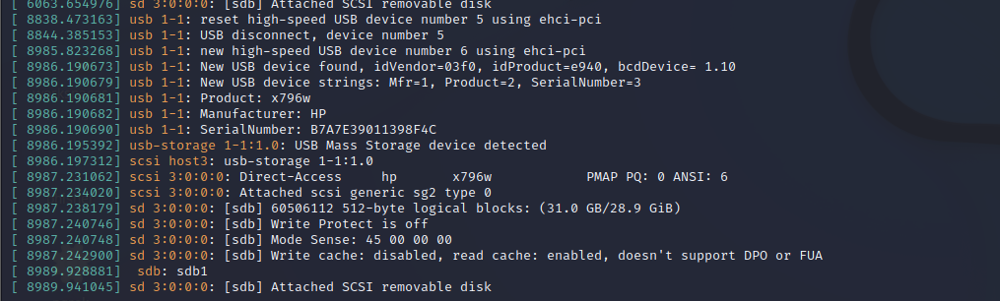 [ 6063.654976] sd 3:0:0:0: [sdb] Attached SCSI removable disk
[ 8838.473163] usb 1-1: reset high-speed USB device number 5 using ehci-pci
[ 8844.385153] usb 1-1: USB disconnect, device number 5
[ 8985.823268] usb 1-1: new high-speed USB device number 6 using ehci-pci
[ 8986.190673] usb 1-1: New USB device found, idVendor=03f0, idProduct=e940, bcdDevice= 1.10
[ 8986.190679] usb 1-1: New USB device strings: Mfr=1, Product=2, SerialNumber=3
[ 8986.190681] usb 1-1: Product: x796w
[ 8986.190682] usb 1-1: Manufacturer: HP
[ 8986.190690] usb 1-1: SerialNumber: B7A7E39011398F4C
[ 8986.195392] usb-storage 1-1:1.0: USB Mass Storage device detected
[ 8986.197312] scsi host3: usb-storage 1-1:1.0
[ 8987.231062] scsi 3:0:0:0: Direct-Access     hp       x796w            PMAP PQ: 0 ANSI: 6
[ 8987.234020] scsi 3:0:0:0: Attached scsi generic sg2 type 0
[ 8987.238179] sd 3:0:0:0: [sdb] 60506112 512-byte logical blocks: (31.0 GB/28.9 GiB)
[ 8987.240746] sd 3:0:0:0: [sdb] Write Protect is off
[ 8987.240748] sd 3:0:0:0: [sdb] Mode Sense: 45 00 00 00
[ 8987.242900] sd 3:0:0:0: [sdb] Write cache: disabled, read cache: enabled, doesn't support DPO or FUA
[ 8989.928881]  sdb: sdb1
[ 8989.941045] sd 3:0:0:0: [sdb] Attached SCSI removable disk